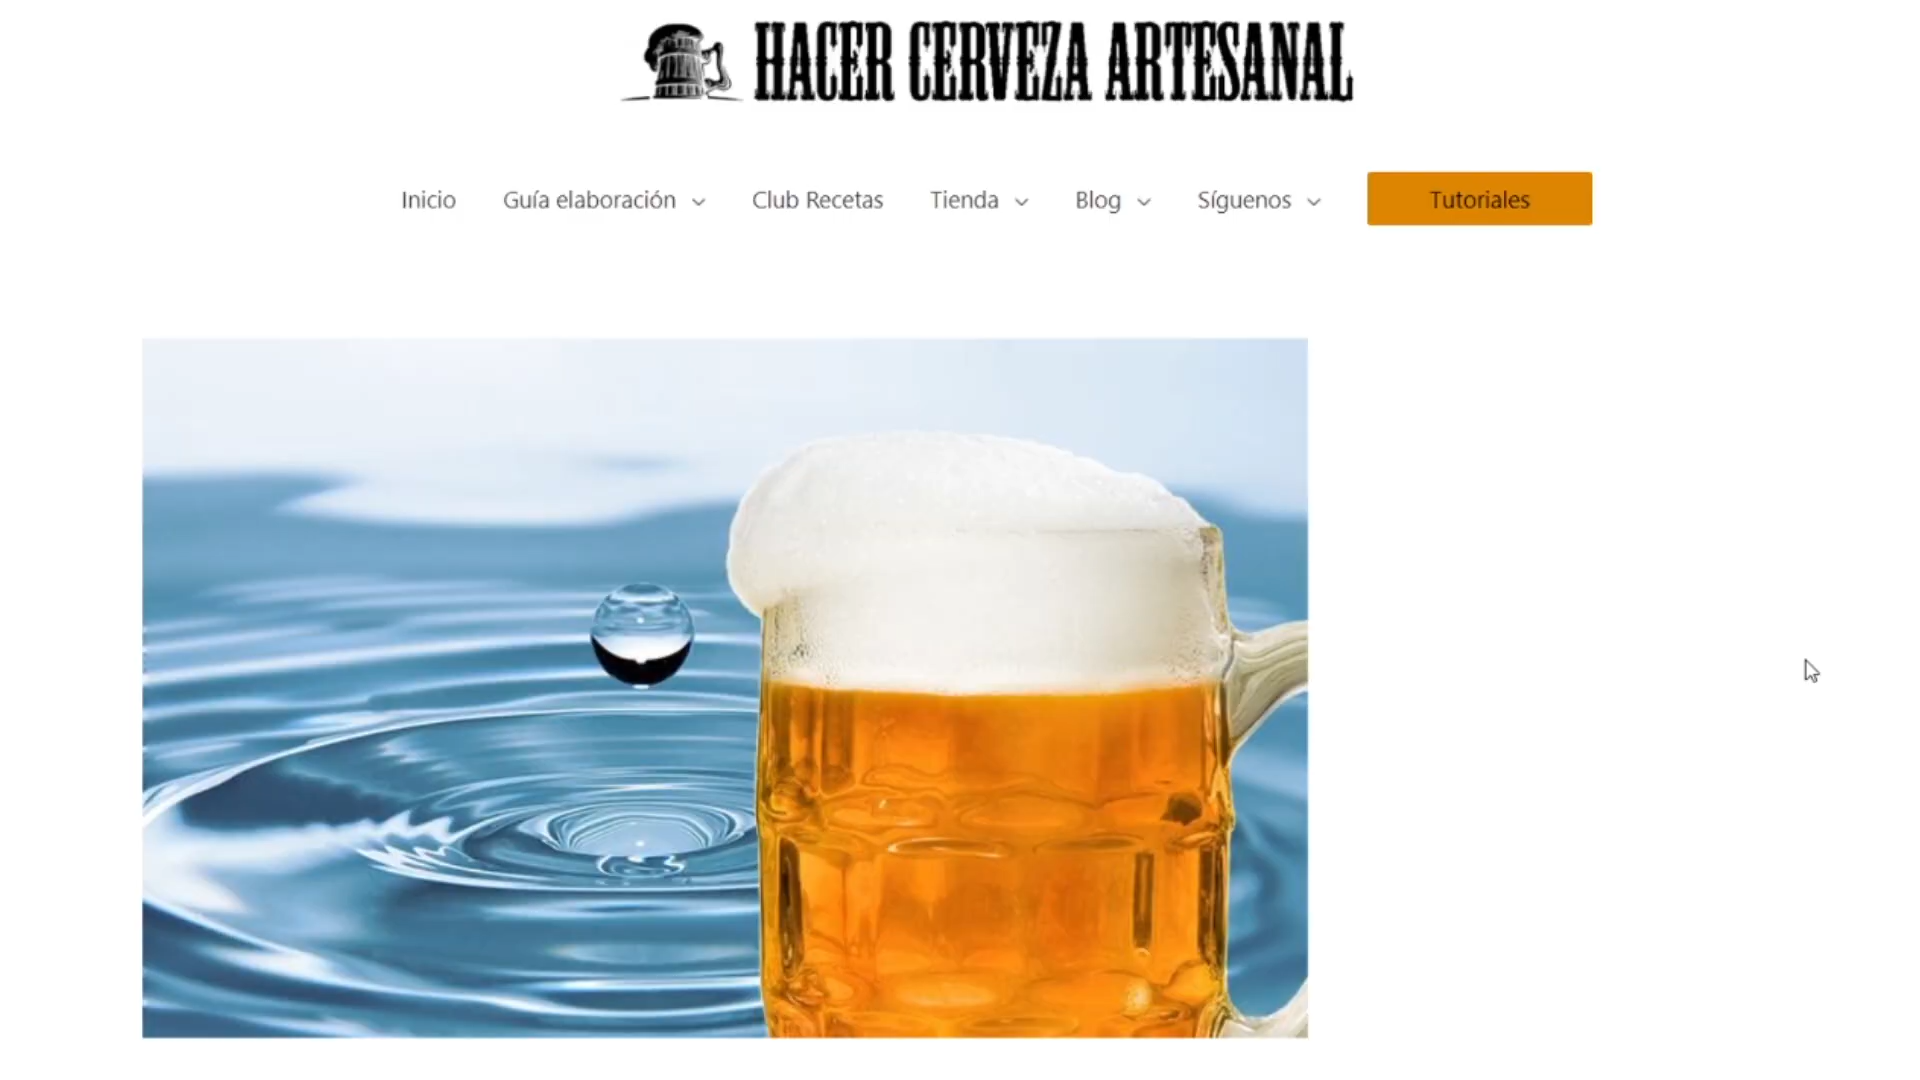 HACER CERVEZA ARTESANAL
Inicio Guía elaboración Club Recetas Tienda Blog Síguenos Tutoriales